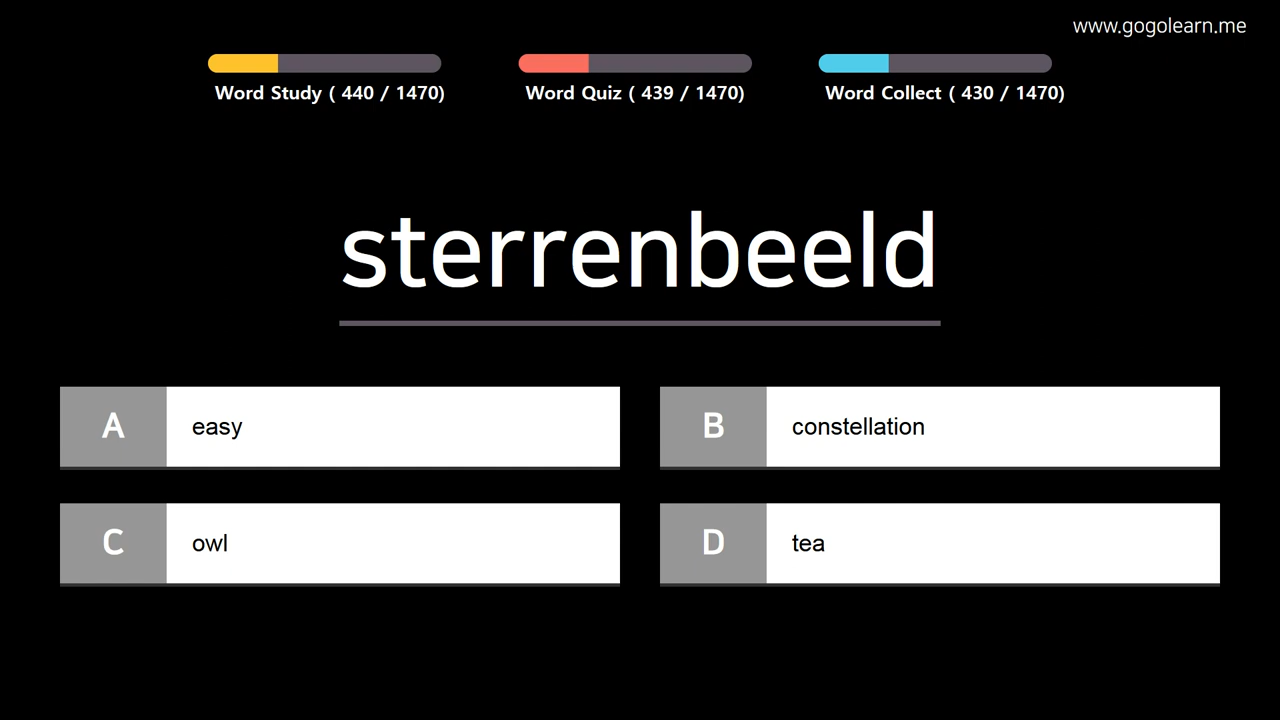 www.gogolearn.me
Word Study ( 440 / 1470)
Word Quiz ( 439 / 1470)
Word Collect ( 430 / 1470)
sterrenbeeld
A easy
B constellation
C owl
D tea